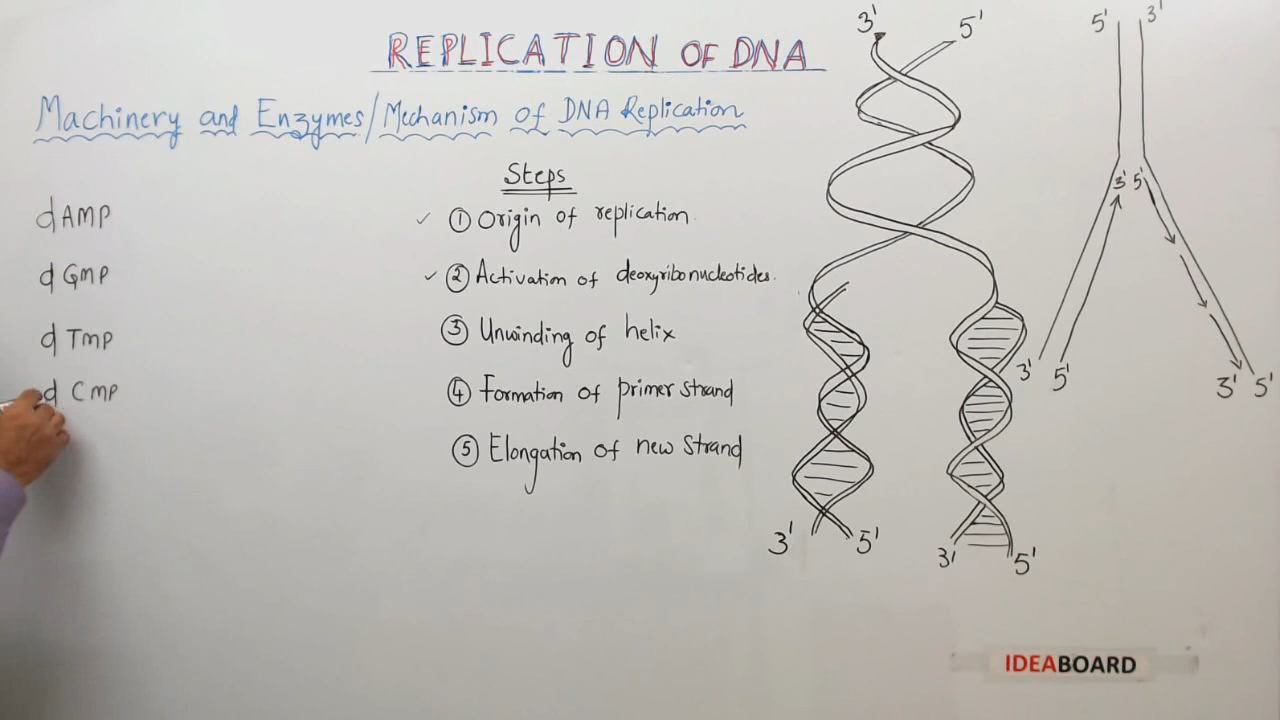 REPLICATION OF DNA
Machinery and Enzymes/Mechanism of DNA Replication
dAMP
dGMP
dTMP
dCMP
Steps
✓ ① Origin of replication.
✓ ② Activation of deoxyribonucleotides.
③ Unwinding of helix
④ Formation of primer strand
⑤ Elongation of new strand
3' 5'
3' 5'
3' 5'
5' 3'
3' 5'
3' 5'
3' 5'
IDEABOARD